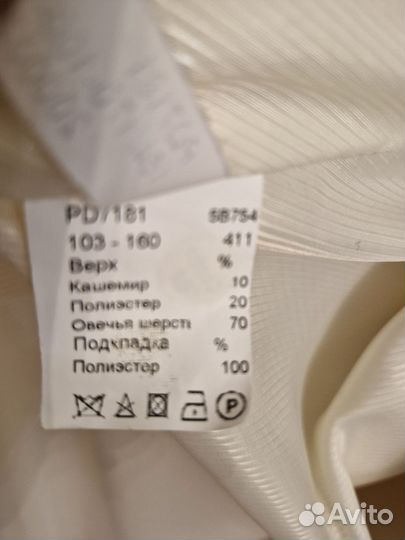 PD/181 5B754
103 - 160 411
Верх %
Кашемир 10
Полиэстер 20
Овечья шерсть 70
Подкладка %
Полиэстер 100
P
Avito